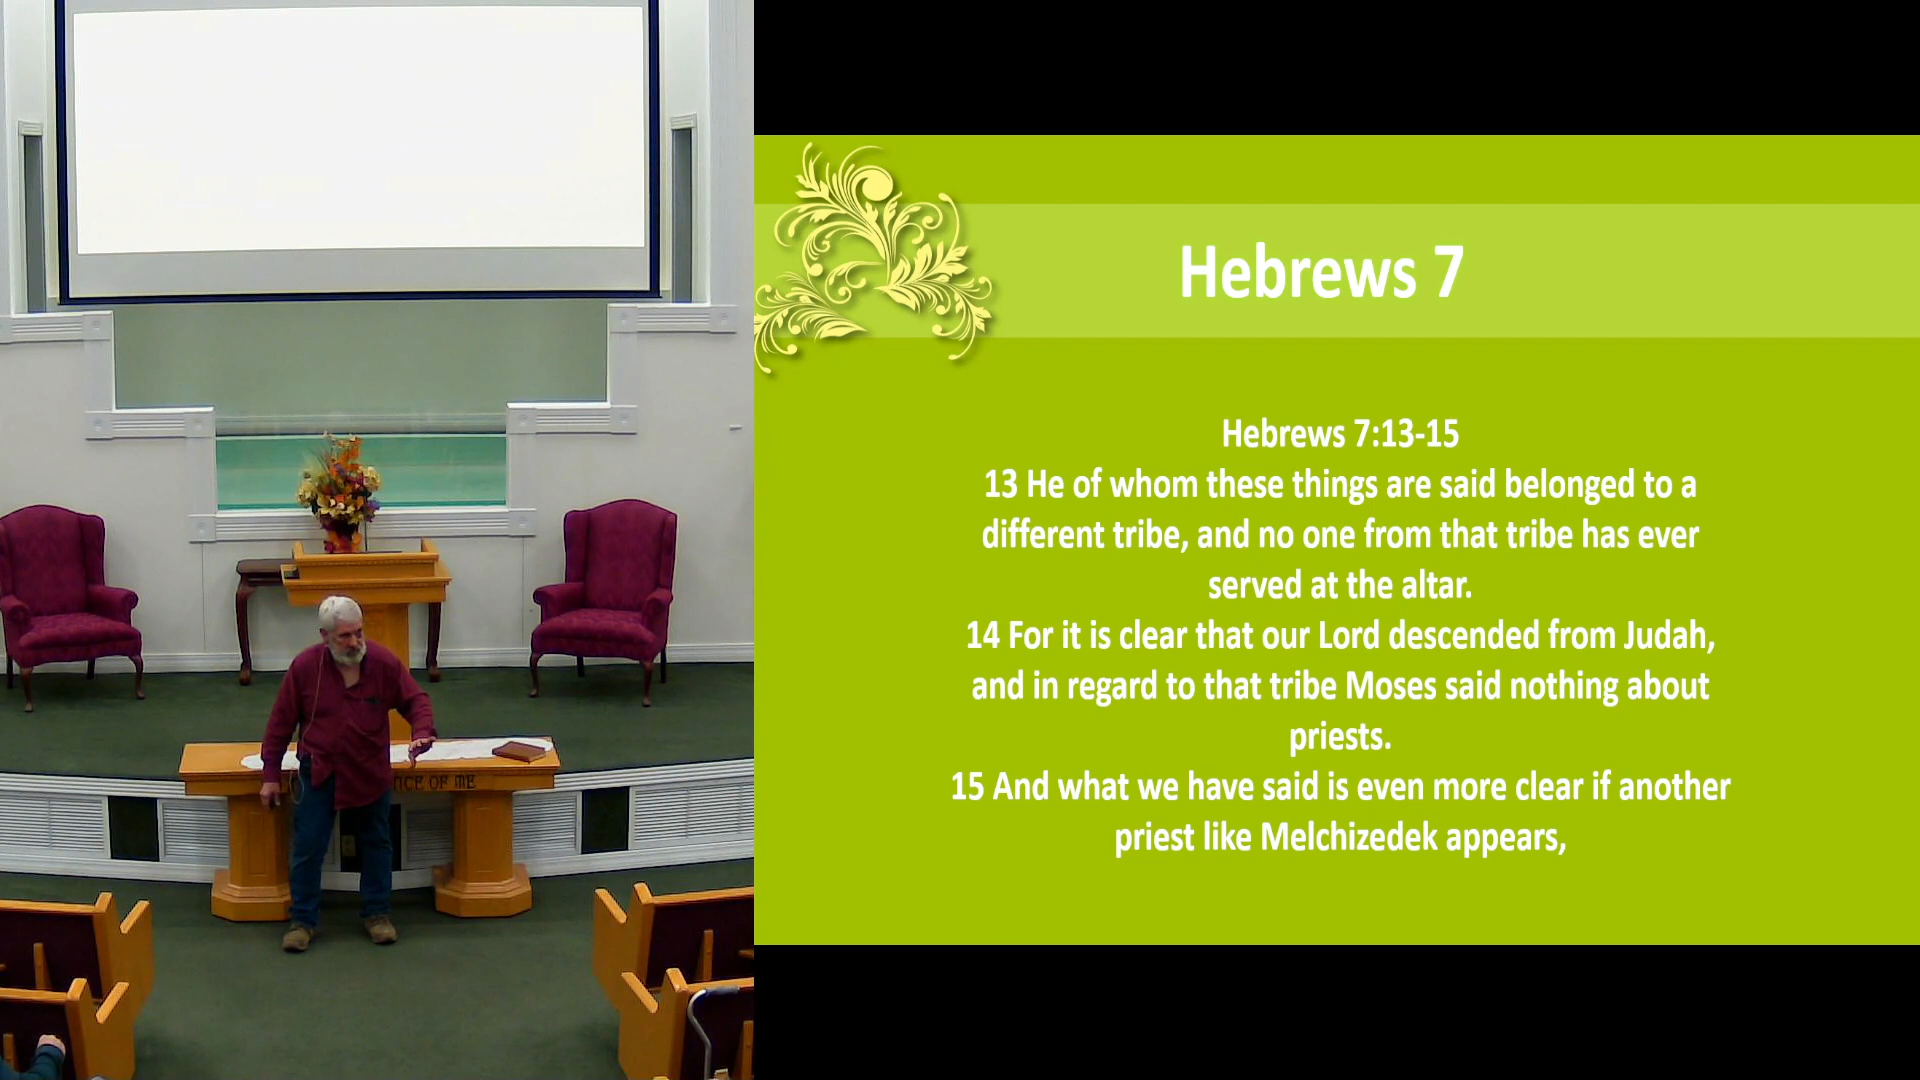 Hebrews 7
Hebrews 7:13-15
13 He of whom these things are said belonged to a
different tribe, and no one from that tribe has ever
served at the altar.
14 For it is clear that our Lord descended from Judah,
and in regard to that tribe Moses said nothing about
priests.
15 And what we have said is even more clear if another
priest like Melchizedek appears,
OF ME